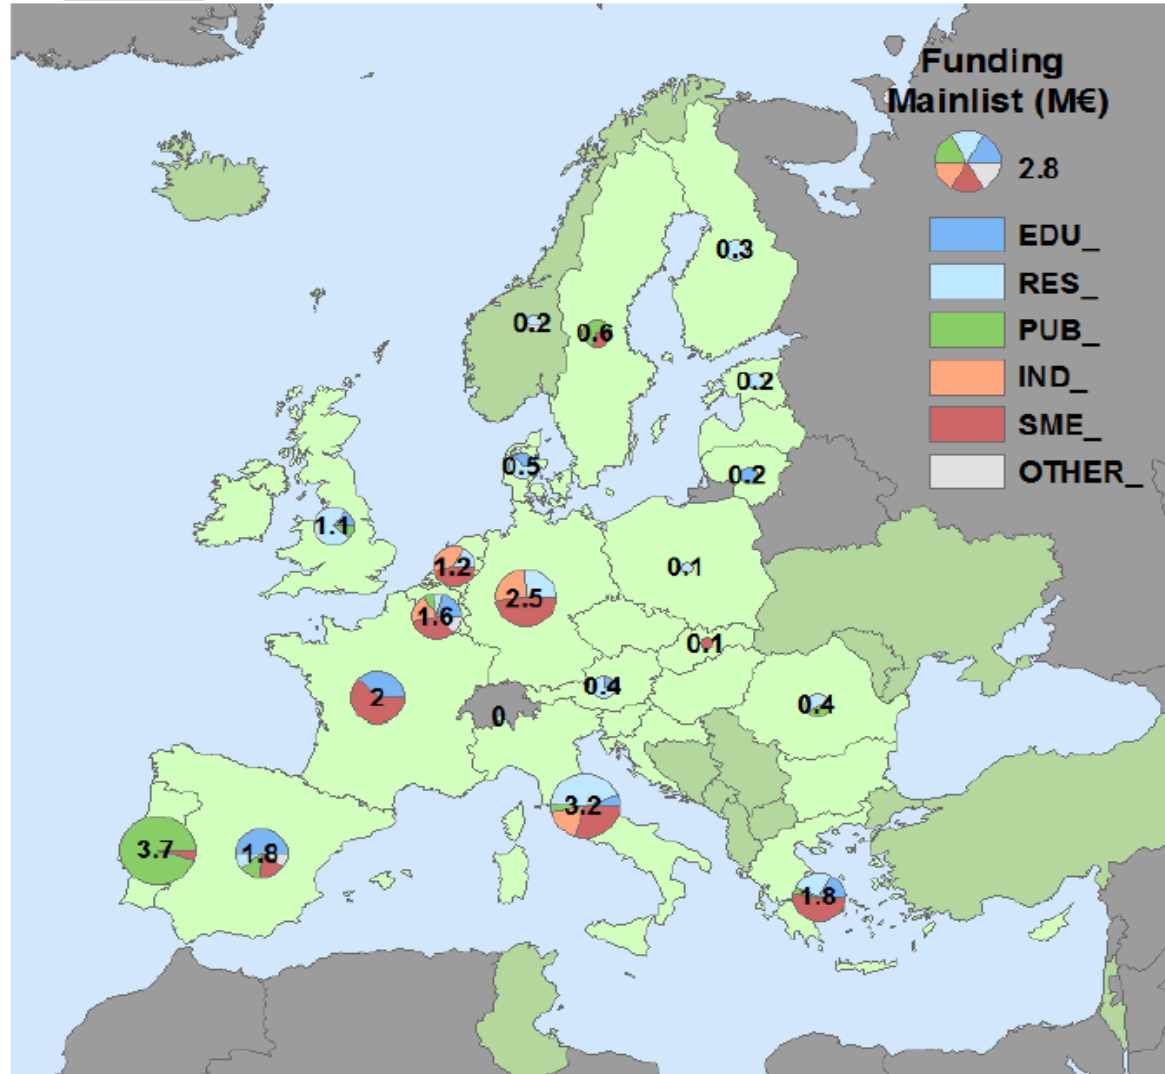 Funding
Mainlist (M€)
2.8
EDU_
RES_
PUB_
IND_
SME_
OTHER_
0.3
0.2
0.6
0.2
0.5
0.2
1.1
1.2
0.1
2.5
1.6
0.1
0.4
2
0.4
0
3.2
3.7
1.8
1.8